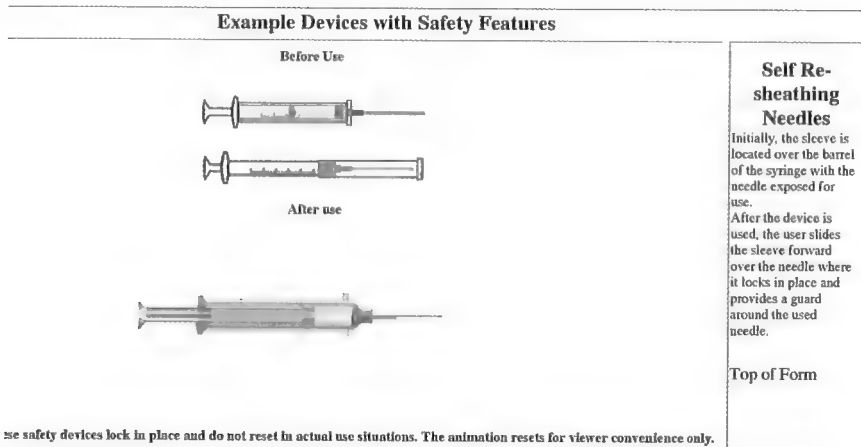 Example Devices with Safety Features
Before Use
After use
Self Re-
sheathing
Needles
Initially, the sleeve is
located over the barrel
of the syringe with the
needle exposed for
use.
After the device is
used, the user slides
the sleeve forward
over the needle where
it locks in place and
provides a guard
around the used
needle.
Top of Form
se safety devices lock in place and do not reset in actual use situations. The animation resets for viewer convenience only.